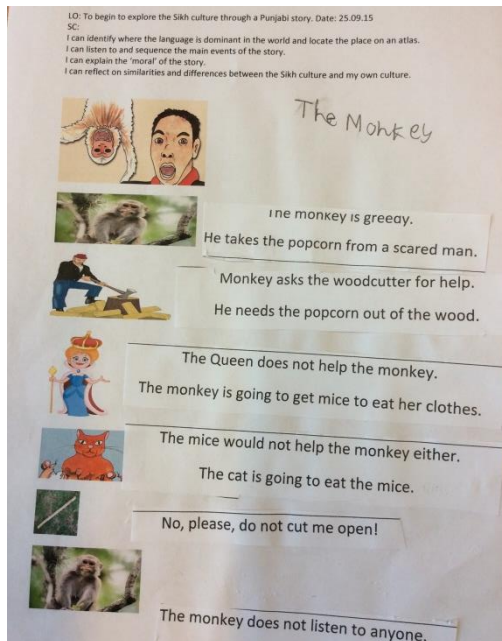 LO: To begin to explore the Sikh culture through a Punjabi story. Date: 25.09.15
SC:
I can identify where the language is dominant in the world and locate the place on an atlas.
I can listen to and sequence the main events of the story.
I can explain the 'moral' of the story.
I can reflect on similarities and differences between the Sikh culture and my own culture.
The Monkey
The monkey is greedy.
He takes the popcorn from a scared man.
Monkey asks the woodcutter for help.
He needs the popcorn out of the wood.
The Queen does not help the monkey.
The monkey is going to get mice to eat her clothes.
The mice would not help the monkey either.
The cat is going to eat the mice.
No, please, do not cut me open!
The monkey does not listen to anyone.